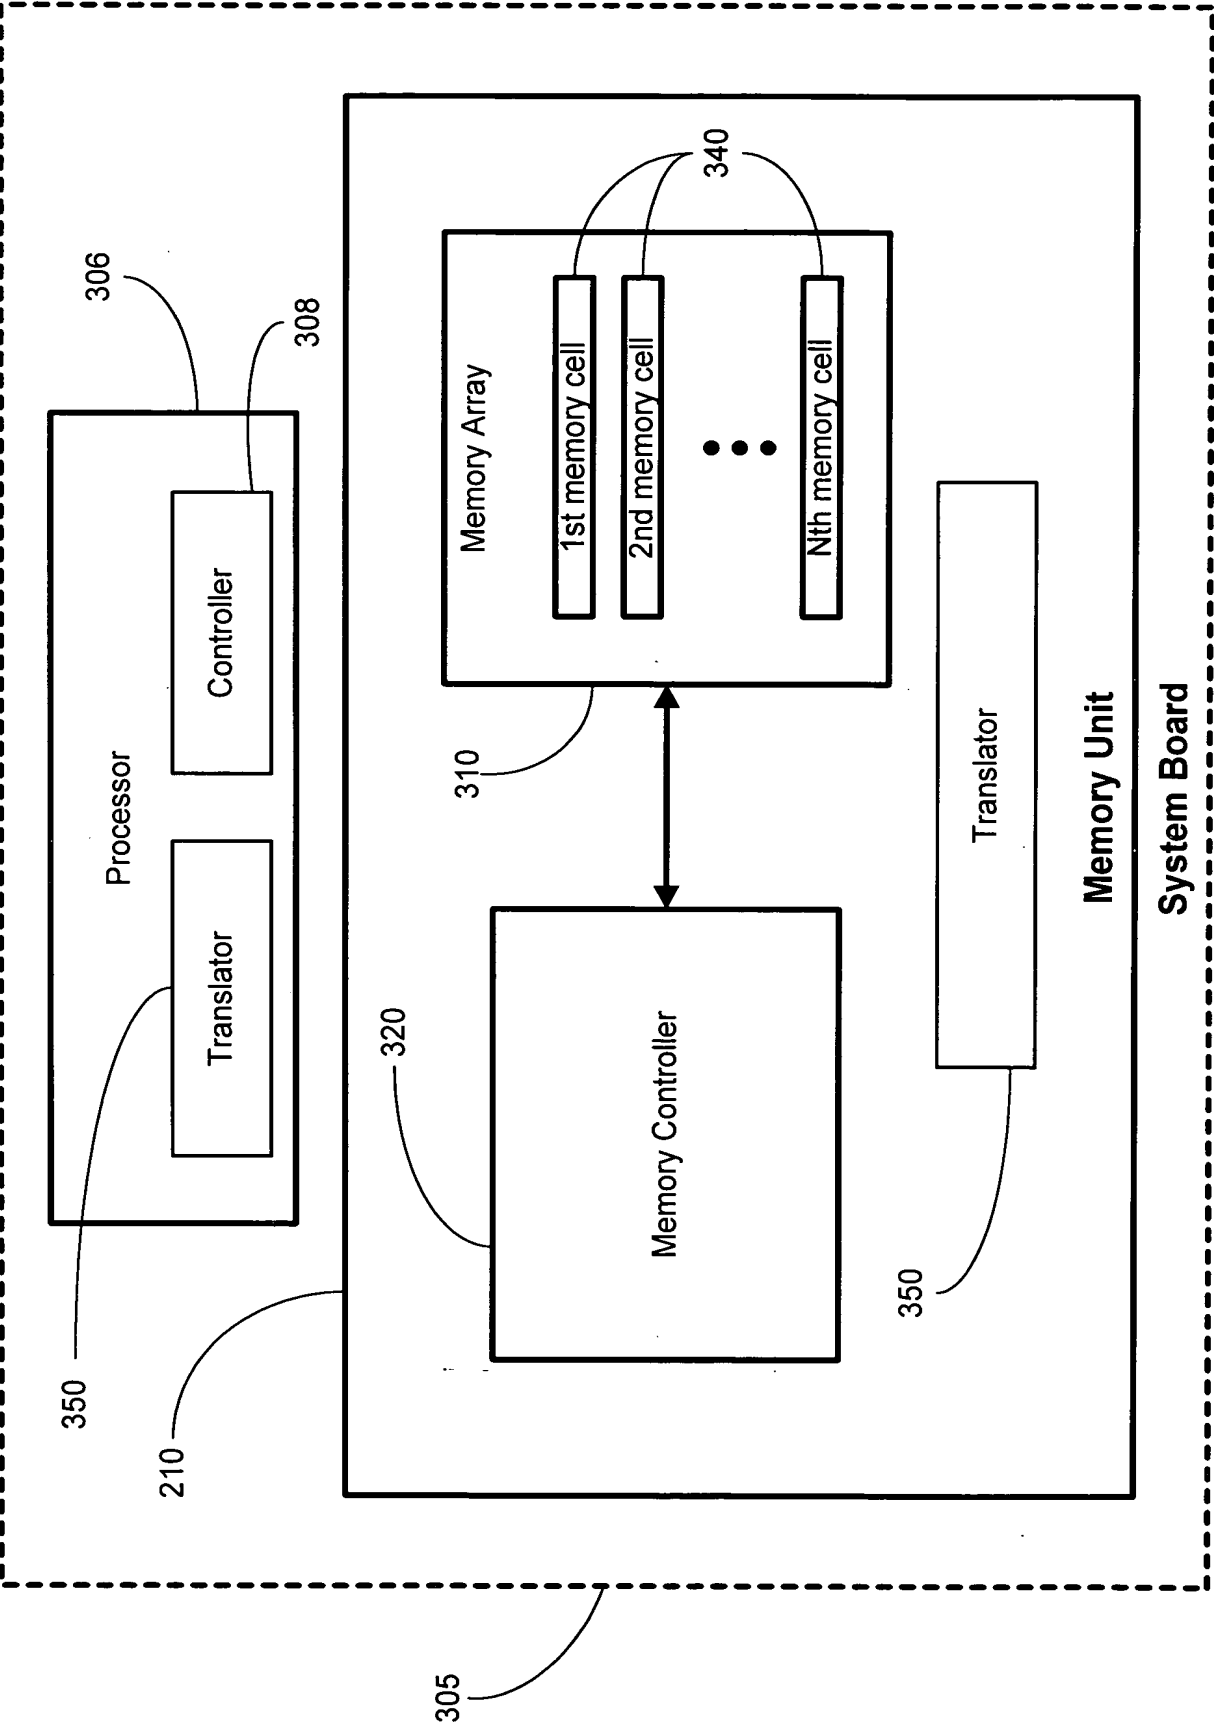 306
Processor
350
Translator
Controller
308
210
320
Memory Controller
310
Memory Array
1st memory cell
2nd memory cell
Nth memory cell
340
350
Translator
Memory Unit
System Board
305